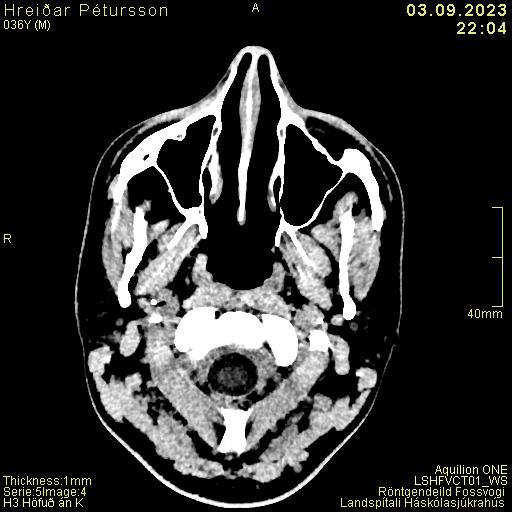 Hreiðar Pétursson
036Y (M)
A
03.09.2023
22:04
R
40mm
Thickness:1mm
Serie:5Image:4
H3 Höfuð án K
Aquilion ONE
LSHFVCT01_WS
Röntgendeild Fossvogi
Landspítali Háskólasjúkrahús